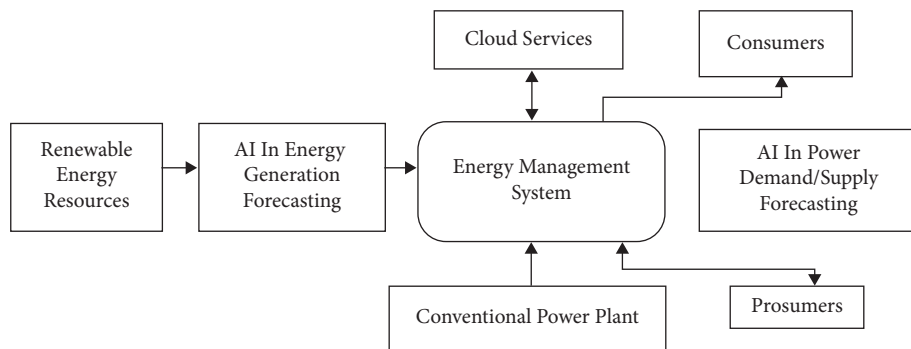 Cloud Services
Consumers
Renewable
Energy
Resources
AI In Energy
Generation
Forecasting
Energy Management
System
AI In Power
Demand/Supply
Forecasting
Conventional Power Plant
Prosumers